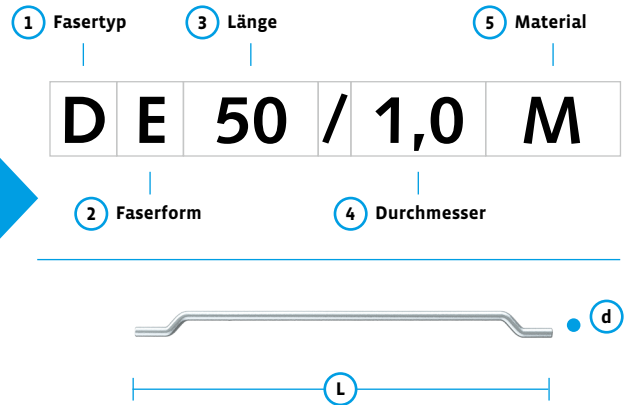 1 Fasertyp
3 Länge
5 Material
D E 50 / 1,0 M
2 Faserform
4 Durchmesser
d
L